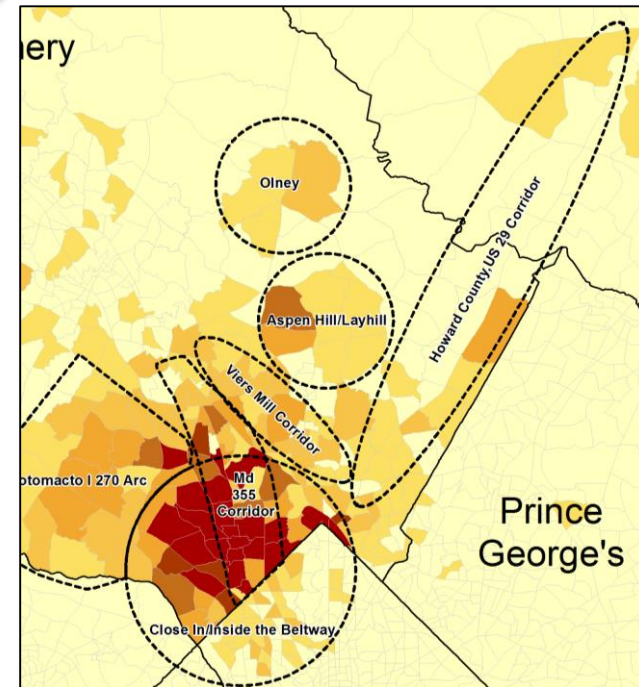 nery
Olney
Howard County,US 29 Corridor
Aspen Hill/Layhill
Viers Mill Corridor
otomacto I 270 Arc
Md
355
Corridor
Prince
George's
Close In/Inside the Beltway